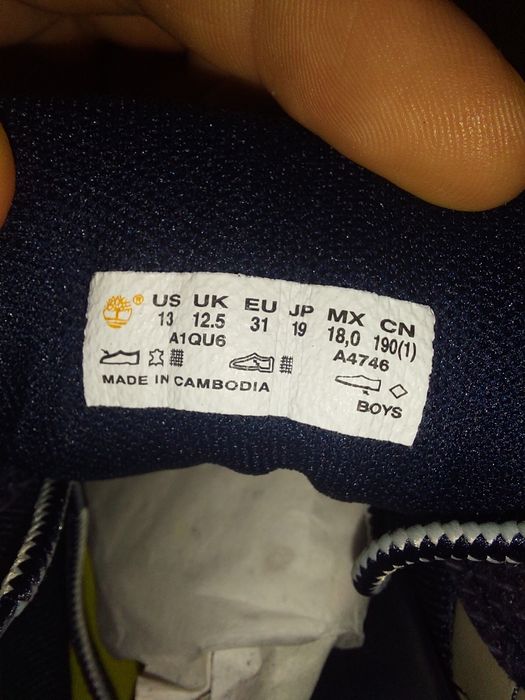 ® US UK EU JP MX CN
13 12.5 31 19 18,0 190(1)
A1QU6 A4746
MADE IN CAMBODIA
BOYS